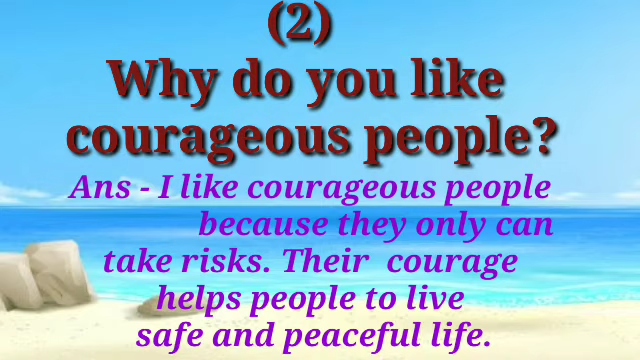 (2)
Why do you like
courageous people?
Ans - I like courageous people
because they only can
take risks. Their courage
helps people to live
safe and peaceful life.